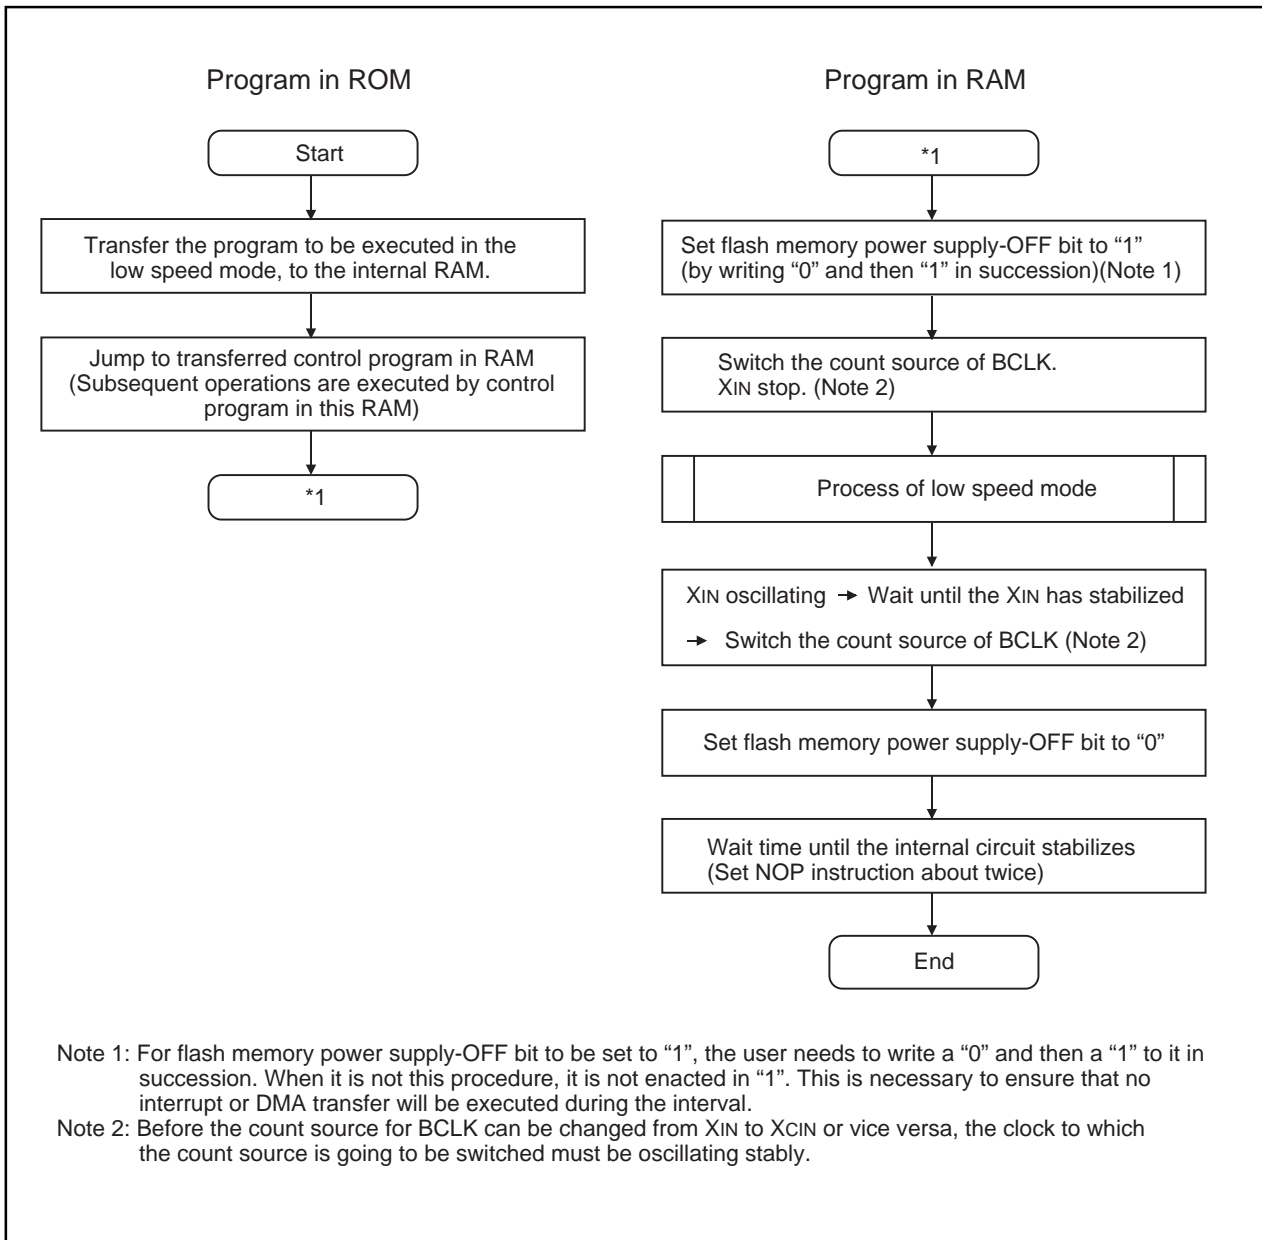 Program in ROM
Start
Transfer the program to be executed in the
low speed mode, to the internal RAM.
Jump to transferred control program in RAM
(Subsequent operations are executed by control
program in this RAM)
*1
Program in RAM
*1
Set flash memory power supply-OFF bit to “1”
(by writing “0” and then “1” in succession)(Note 1)
Switch the count source of BCLK.
XIN stop. (Note 2)
Process of low speed mode
XIN oscillating → Wait until the XIN has stabilized
→ Switch the count source of BCLK (Note 2)
Set flash memory power supply-OFF bit to “0”
Wait time until the internal circuit stabilizes
(Set NOP instruction about twice)
End
Note 1: For flash memory power supply-OFF bit to be set to “1”, the user needs to write a “0” and then a “1” to it in
succession. When it is not this procedure, it is not enacted in “1”. This is necessary to ensure that no
interrupt or DMA transfer will be executed during the interval.
Note 2: Before the count source for BCLK can be changed from XIN to XCIN or vice versa, the clock to which
the count source is going to be switched must be oscillating stably.